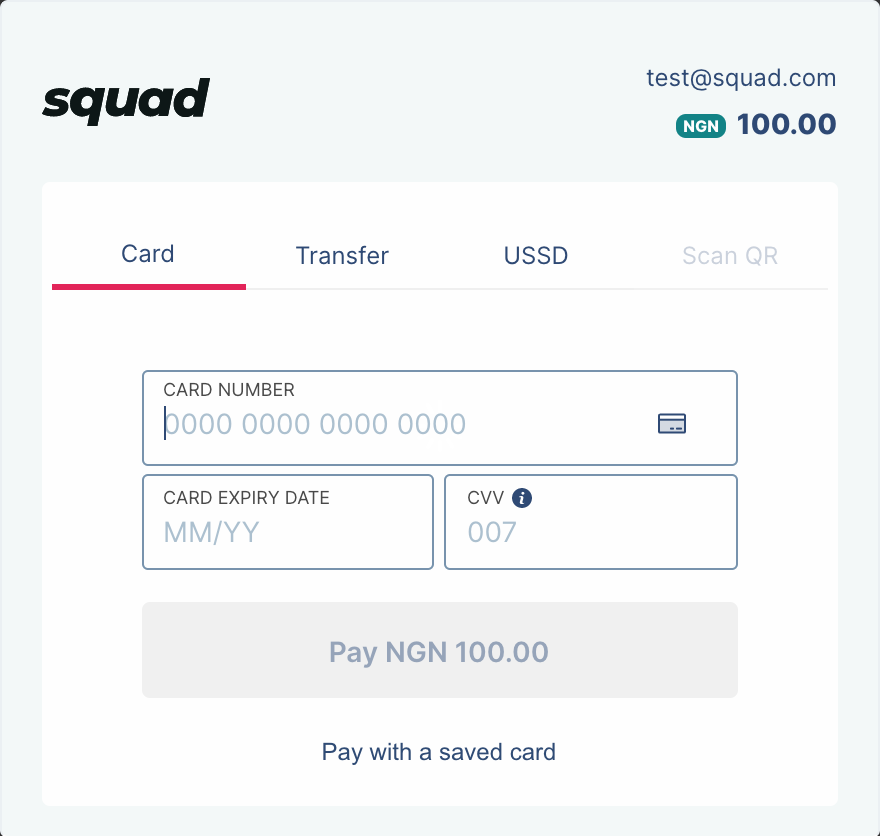 squad
test@squad.com
NGN 100.00
Card Transfer USSD Scan QR
CARD NUMBER
0000 0000 0000 0000
CARD EXPIRY DATE
MM/YY
CVV i
007
Pay NGN 100.00
Pay with a saved card